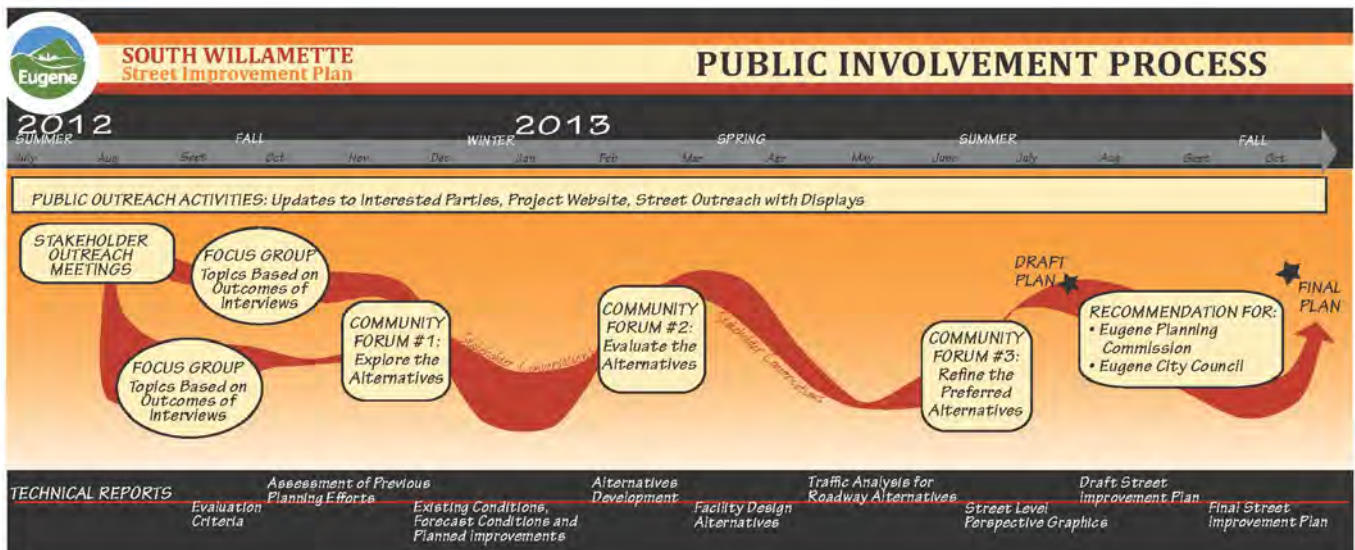 Eugene
SOUTH WILLAMETTE
Street Improvement Plan
PUBLIC INVOLVEMENT PROCESS
2012
2013
SUMMER
FALL
WINTER
SPRING
SUMMER
FALL
July
Aug
Sept
Oct
Nov
Dec
Jan
Feb
Mar
Apr
May
June
July
Aug
Sept
Oct
PUBLIC OUTREACH ACTIVITIES: Updates to Interested Parties, Project Website, Street Outreach with Displays
STAKEHOLDER
OUTREACH
MEETINGS
FOCUS GROUP
Topics Based on
Outcomes of
Interviews
FOCUS GROUP
Topics Based on
Outcomes of
Interviews
COMMUNITY
FORUM #1:
Explore the
Alternatives
Stakeholder Conversations
COMMUNITY
FORUM #2:
Evaluate the
Alternatives
Stakeholder Conversations
COMMUNITY
FORUM #3:
Refine the
Preferred
Alternatives
DRAFT
PLAN
RECOMMENDATION FOR:
• Eugene Planning
Commission
• Eugene City Council
FINAL
PLAN
TECHNICAL REPORTS
Evaluation
Criteria
Assessment of Previous
Planning Efforts
Existing Conditions,
Forecast Conditions and
Planned Improvements
Alternatives
Development
Facility Design
Alternatives
Traffic Analysis for
Roadway Alternatives
Street Level
Perspective Graphics
Draft Street
Improvement Plan
Final Street
Improvement Plan